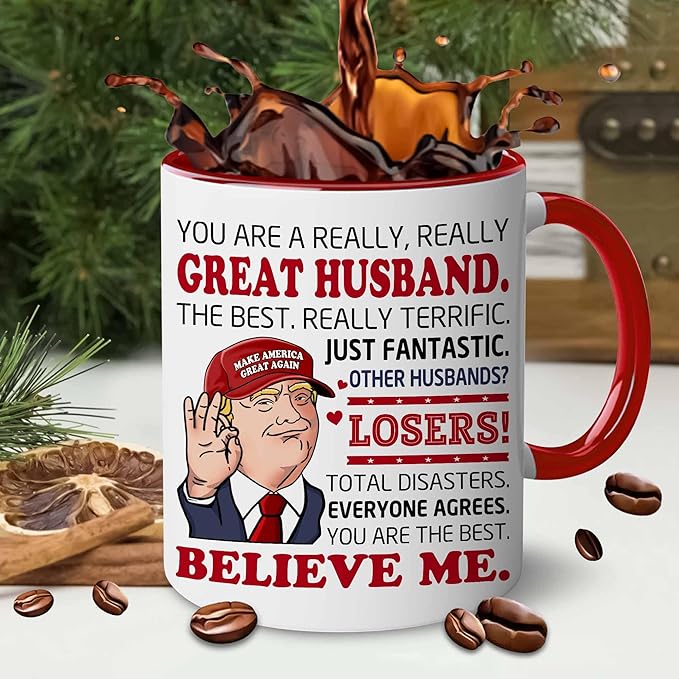 YOU ARE A REALLY, REALLY
GREAT HUSBAND.
THE BEST. REALLY TERRIFIC.
JUST FANTASTIC.
MAKE AMERICA
GREAT AGAIN
OTHER HUSBANDS?
LOSERS!
TOTAL DISASTERS.
EVERYONE AGREES.
YOU ARE THE BEST.
BELIEVE ME.